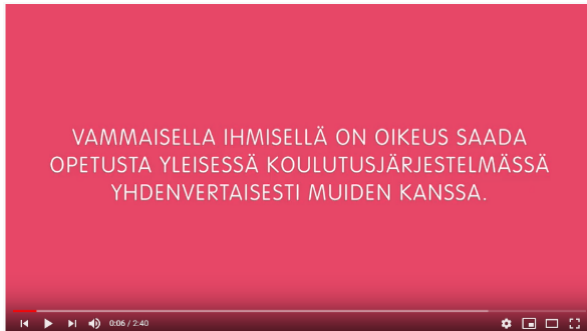 VAMMAISELLA IHMISELLÄ ON OIKEUS SAADA
OPETUSTA YLEISESSÄ KOULUTUSJÄRJESTELMÄSSÄ
YHDENVERTAISESTI MUIDEN KANSSA.
0:06 / 2:40